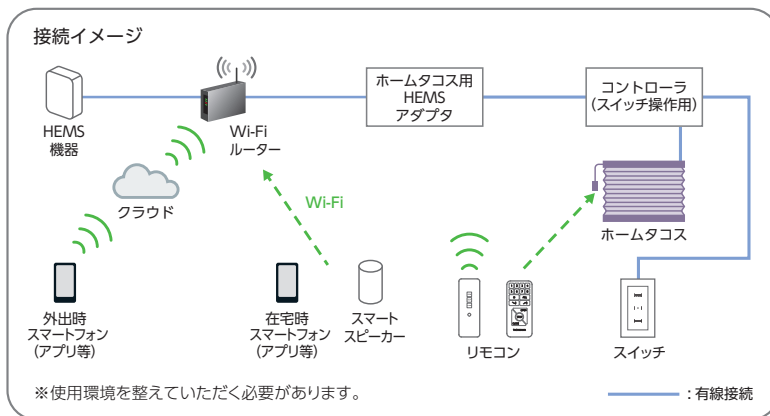 接続イメージ
HEMS
機器
Wi-Fi
ルーター
ホームタコス用
HEMS
アダプタ
コントローラ
(スイッチ操作用)
クラウド
Wi-Fi
ホームタコス
外出時
スマートフォン
(アプリ等)
在宅時
スマートフォン
(アプリ等)
スマート
スピーカー
リモコン
スイッチ
※使用環境を整えていただく必要があります。
：有線接続